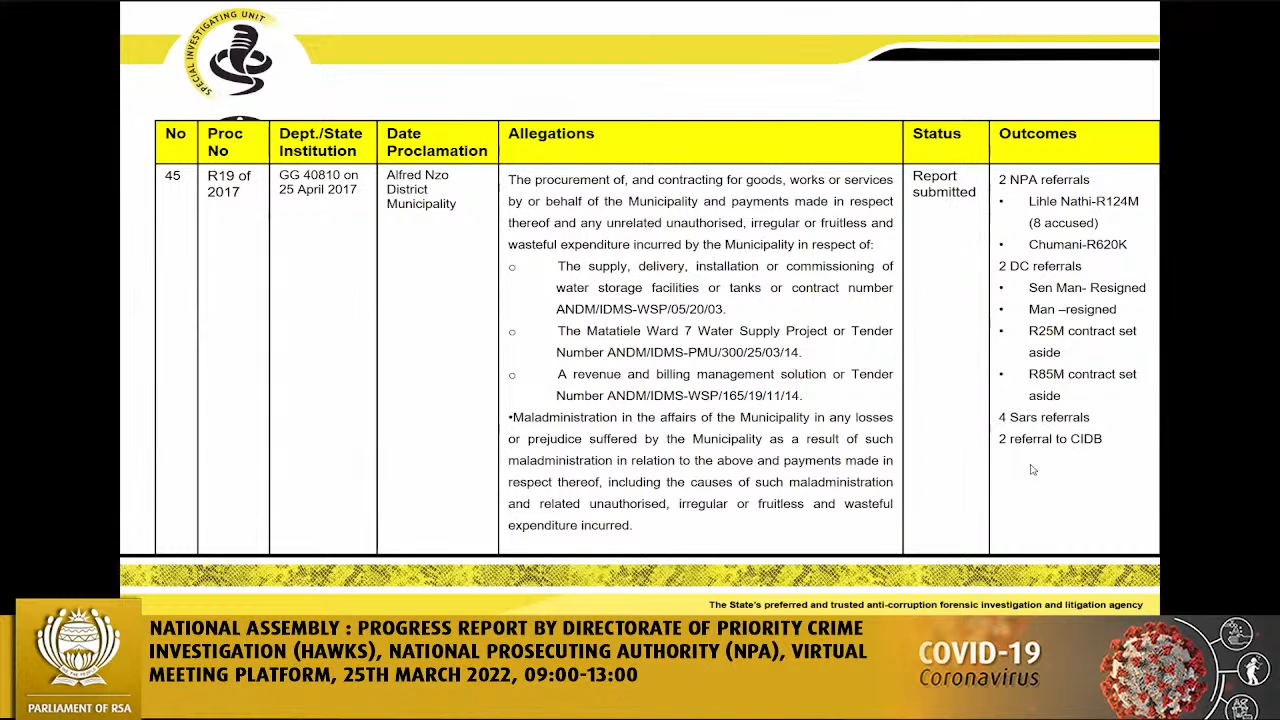 SPECIAL INVESTIGATING UNIT
No
Proc
No
Dept./State
Institution
Date
Proclamation
Allegations
Status
Outcomes
45
R19 of
2017
GG 40810 on
25 April 2017
Alfred Nzo
District
Municipality
The procurement of, and contracting for goods, works or services
by or behalf of the Municipality and payments made in respect
thereof and any unrelated unauthorised, irregular or fruitless and
wasteful expenditure incurred by the Municipality in respect of:
o The supply, delivery, installation or commissioning of
water storage facilities or tanks or contract number
ANDM/IDMS-WSP/05/20/03.
o The Matatiele Ward 7 Water Supply Project or Tender
Number ANDM/IDMS-PMU/300/25/03/14.
o A revenue and billing management solution or Tender
Number ANDM/IDMS-WSP/165/19/11/14.
•Maladministration in the affairs of the Municipality in any losses
or prejudice suffered by the Municipality as a result of such
maladministration in relation to the above and payments made in
respect thereof, including the causes of such maladministration
and related unauthorised, irregular or fruitless and wasteful
expenditure incurred.
Report
submitted
2 NPA referrals
• Lihle Nathi-R124M
(8 accused)
• Chumani-R620K
2 DC referrals
• Sen Man- Resigned
• Man –resigned
• R25M contract set
aside
• R85M contract set
aside
4 Sars referrals
2 referral to CIDB
The State's preferred and trusted anti-corruption forensic investigation and litigation agency
NATIONAL ASSEMBLY : PROGRESS REPORT BY DIRECTORATE OF PRIORITY CRIME
INVESTIGATION (HAWKS), NATIONAL PROSECUTING AUTHORITY (NPA), VIRTUAL
MEETING PLATFORM, 25TH MARCH 2022, 09:00-13:00
PARLIAMENT OF RSA
COVID-19
Coronavirus